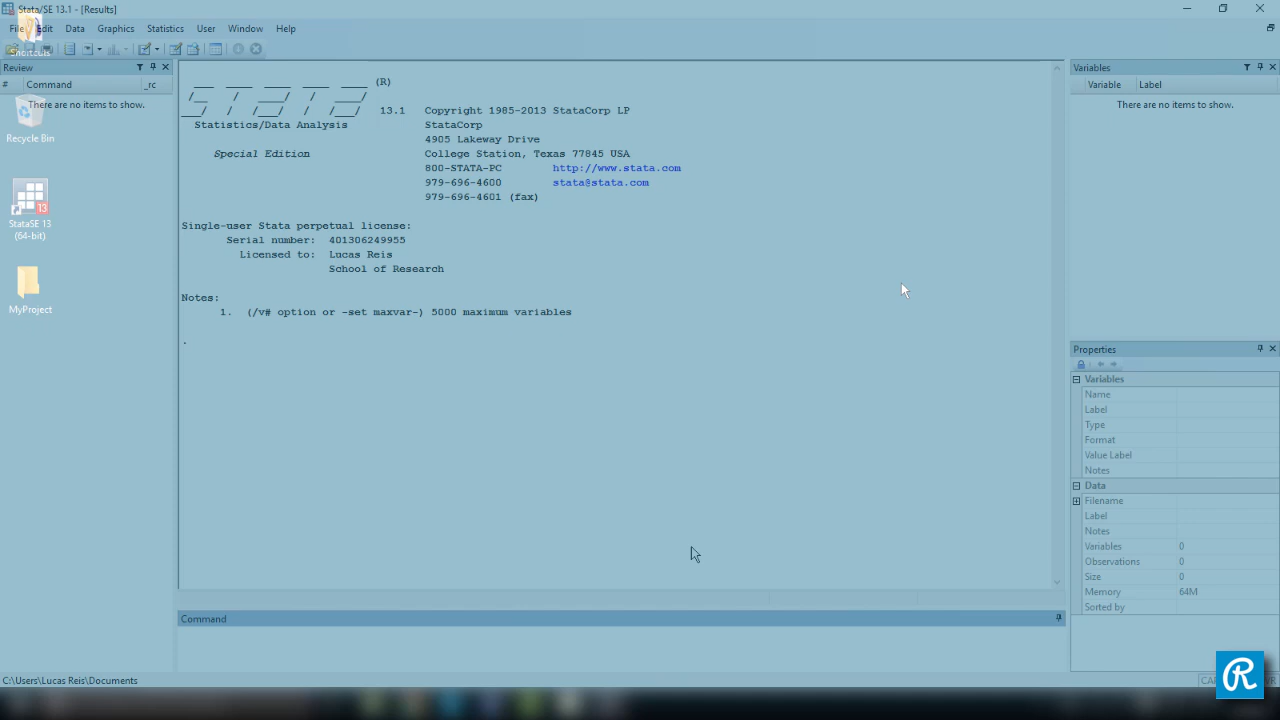 Stata/SE 13.1 - [Results]
File Edit Data Graphics Statistics User Window Help
Shortcuts
Review
# Command _rc
There are no items to show.
Recycle Bin
StataSE 13
(64-bit)
MyProject
(R)
13.1 Copyright 1985-2013 StataCorp LP
Statistics/Data Analysis StataCorp
4905 Lakeway Drive
Special Edition College Station, Texas 77845 USA
800-STATA-PC http://www.stata.com
979-696-4600 stata@stata.com
979-696-4601 (fax)
Single-user Stata perpetual license:
Serial number: 401306249955
Licensed to: Lucas Reis
School of Research
Notes:
1. (/v# option or -set maxvar-) 5000 maximum variables
.
Command
Variables
Variable Label
There are no items to show.
Properties
Variables
Name
Label
Type
Format
Value Label
Notes
Data
Filename
Label
Notes
Variables 0
Observations 0
Size 0
Memory 64M
Sorted by
C:\Users\Lucas Reis\Documents
R